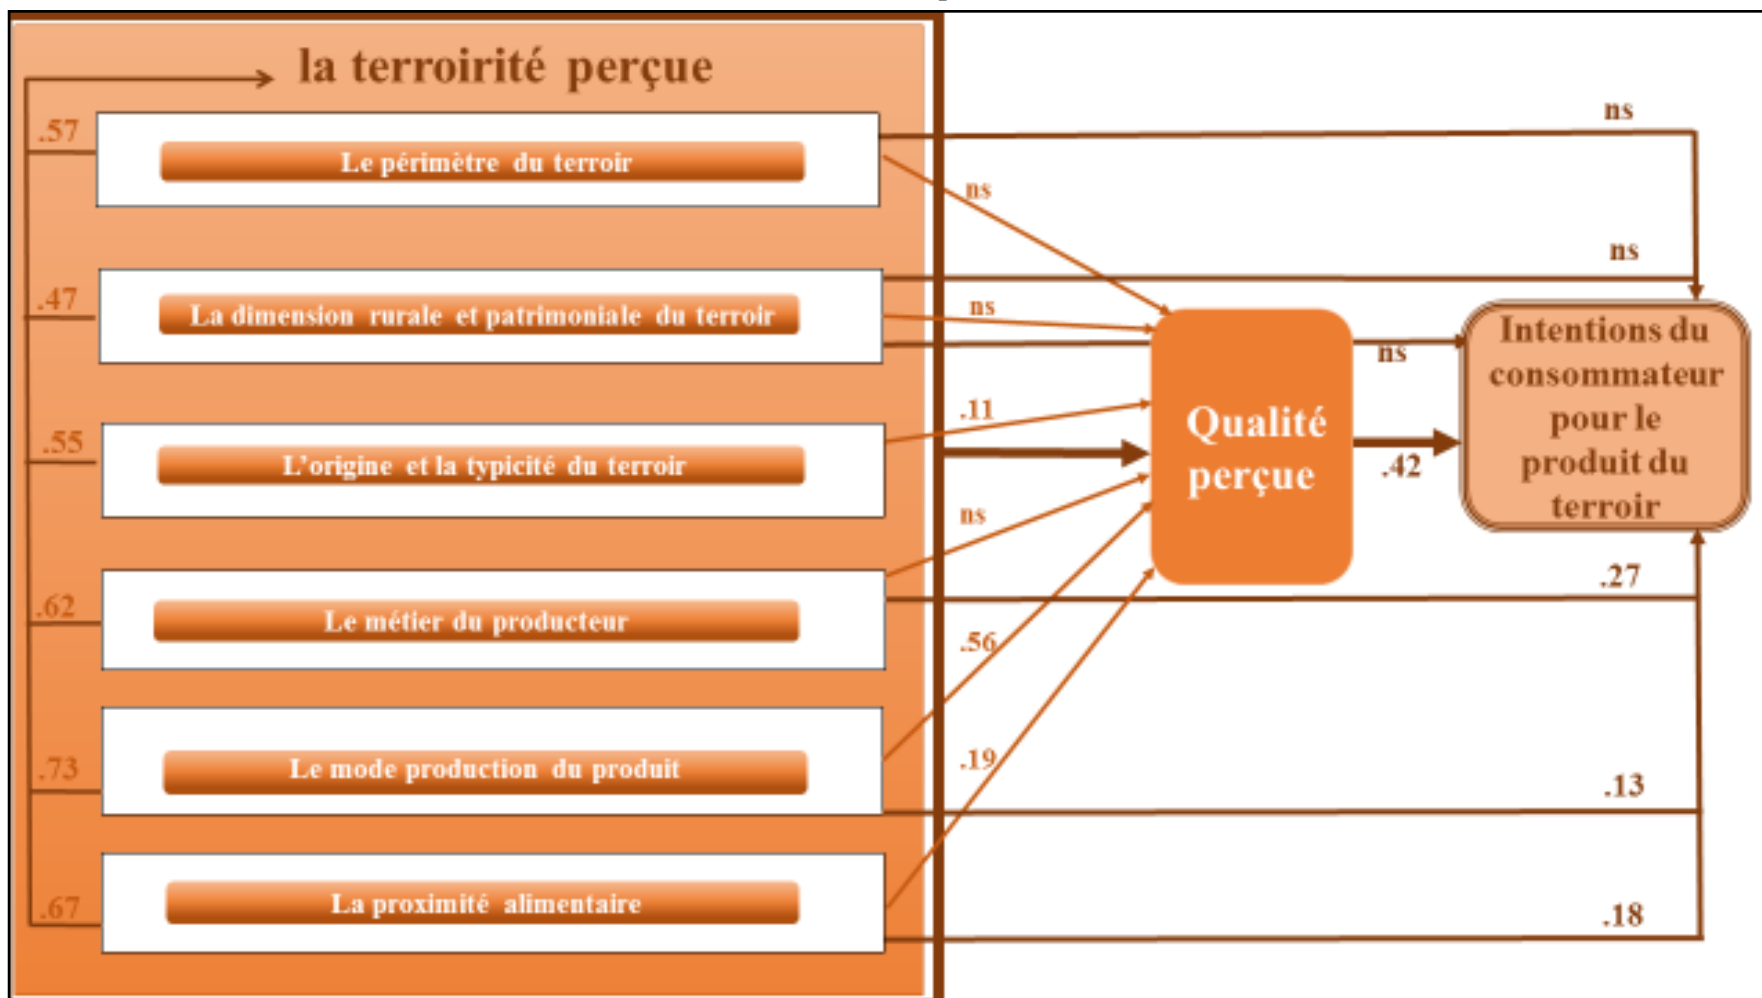 la terroirité perçue
.57
Le périmètre du terroir
ns
ns
.47
La dimension rurale et patrimoniale du terroir
ns
ns
ns
.55
L'origine et la typicité du terroir
.11
Qualité
perçue
.42
Intentions du
consommateur
pour le
produit du
terroir
.62
Le métier du producteur
ns
.27
.73
Le mode production du produit
.56
.13
.67
La proximité alimentaire
.19
.18